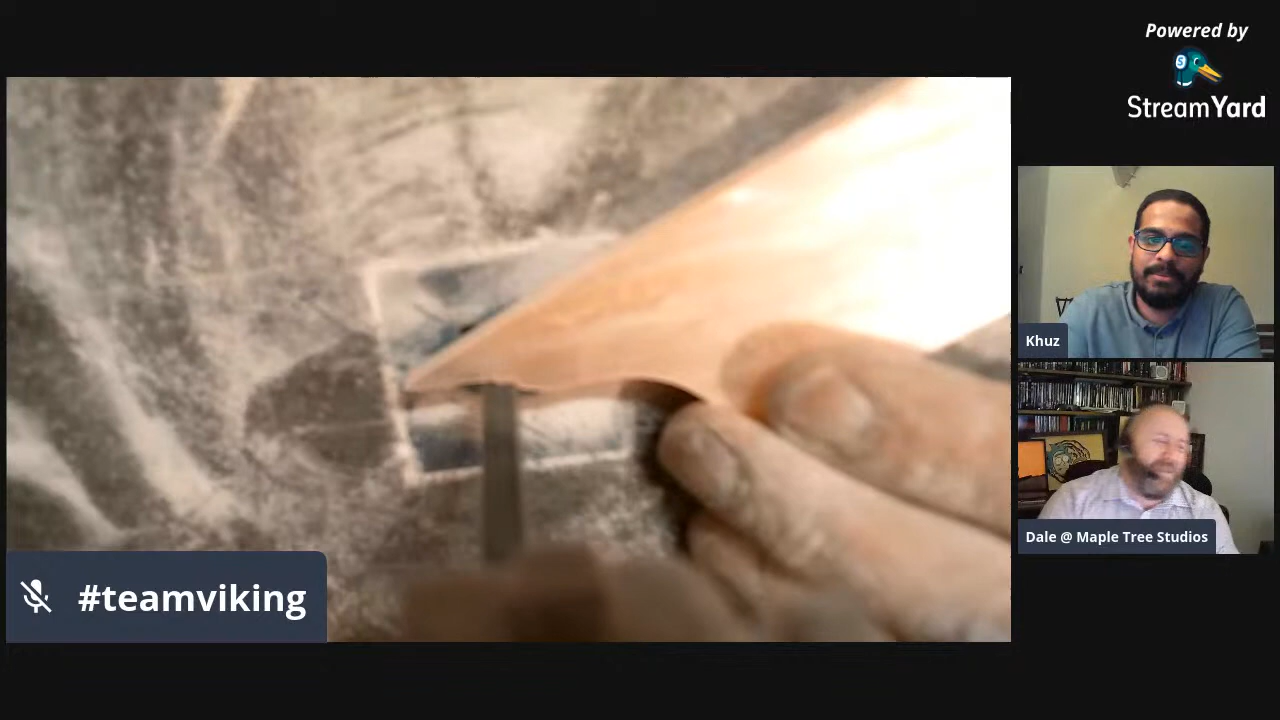 Powered by
StreamYard
Khuz
Dale @ Maple Tree Studios
#teamviking